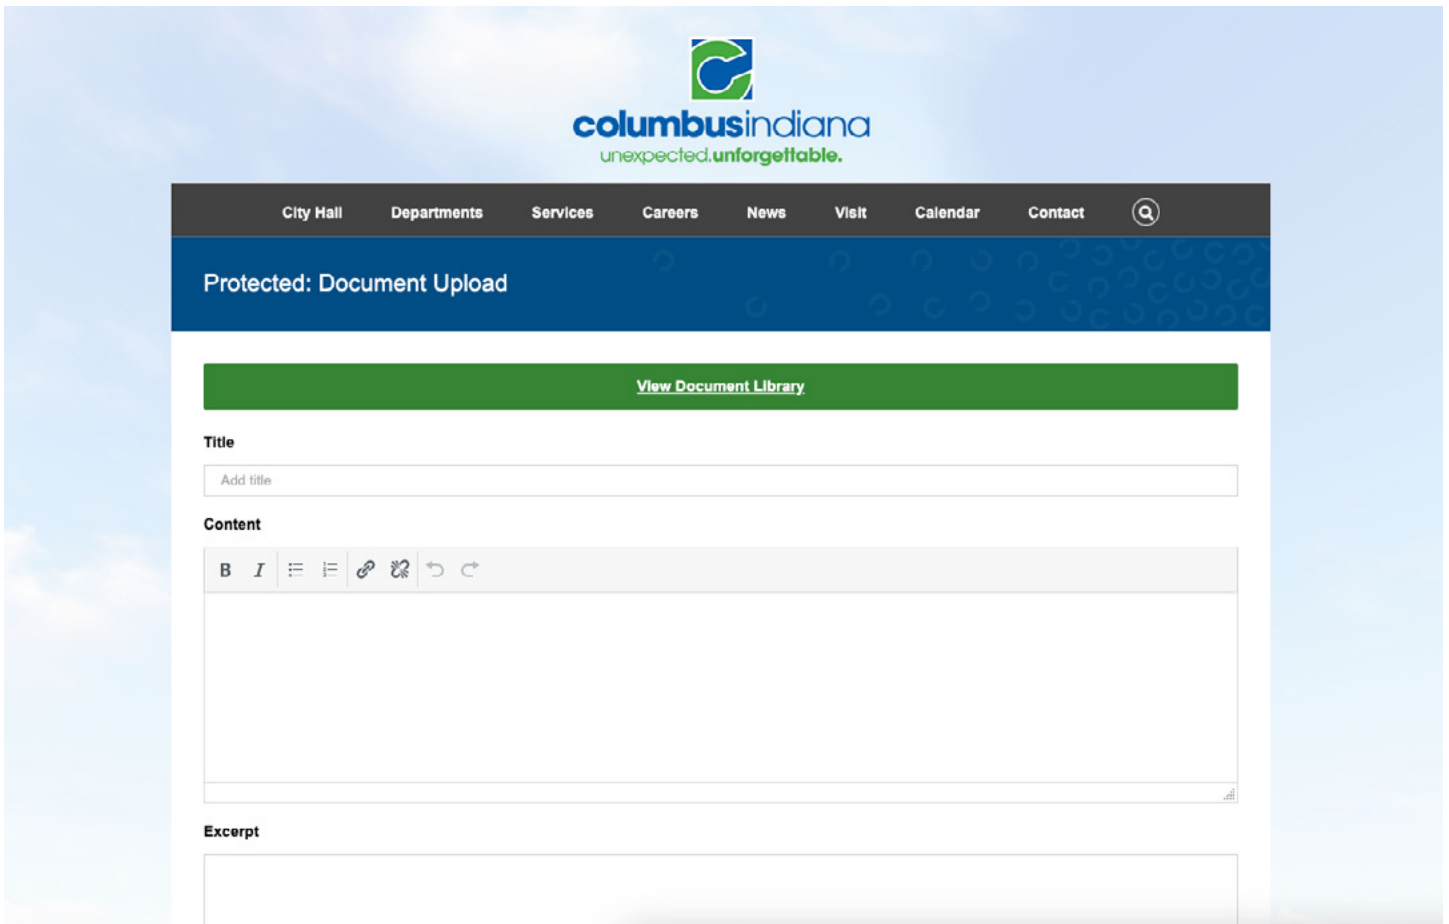 columbusindiana
unexpected.unforgettable.
City Hall Departments Services Careers News Visit Calendar Contact
Protected: Document Upload
View Document Library
Title
Add title
Content
B I
Excerpt